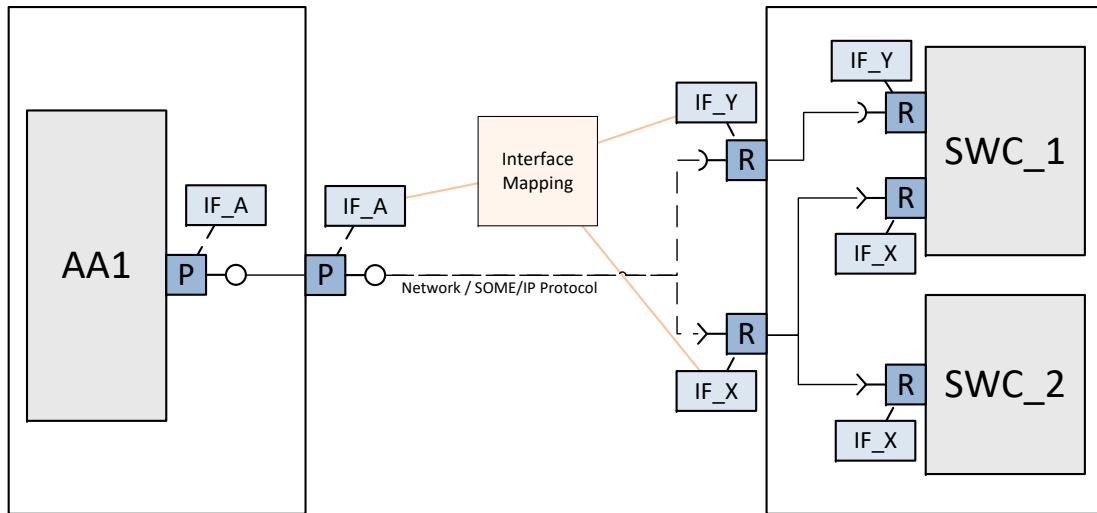 IF_Y
IF_Y
R
SWC_1
Interface
Mapping
R
IF_A
IF_A
R
AA1
IF_X
P
P
Network / SOME/IP Protocol
R
R
SWC_2
IF_X
IF_X